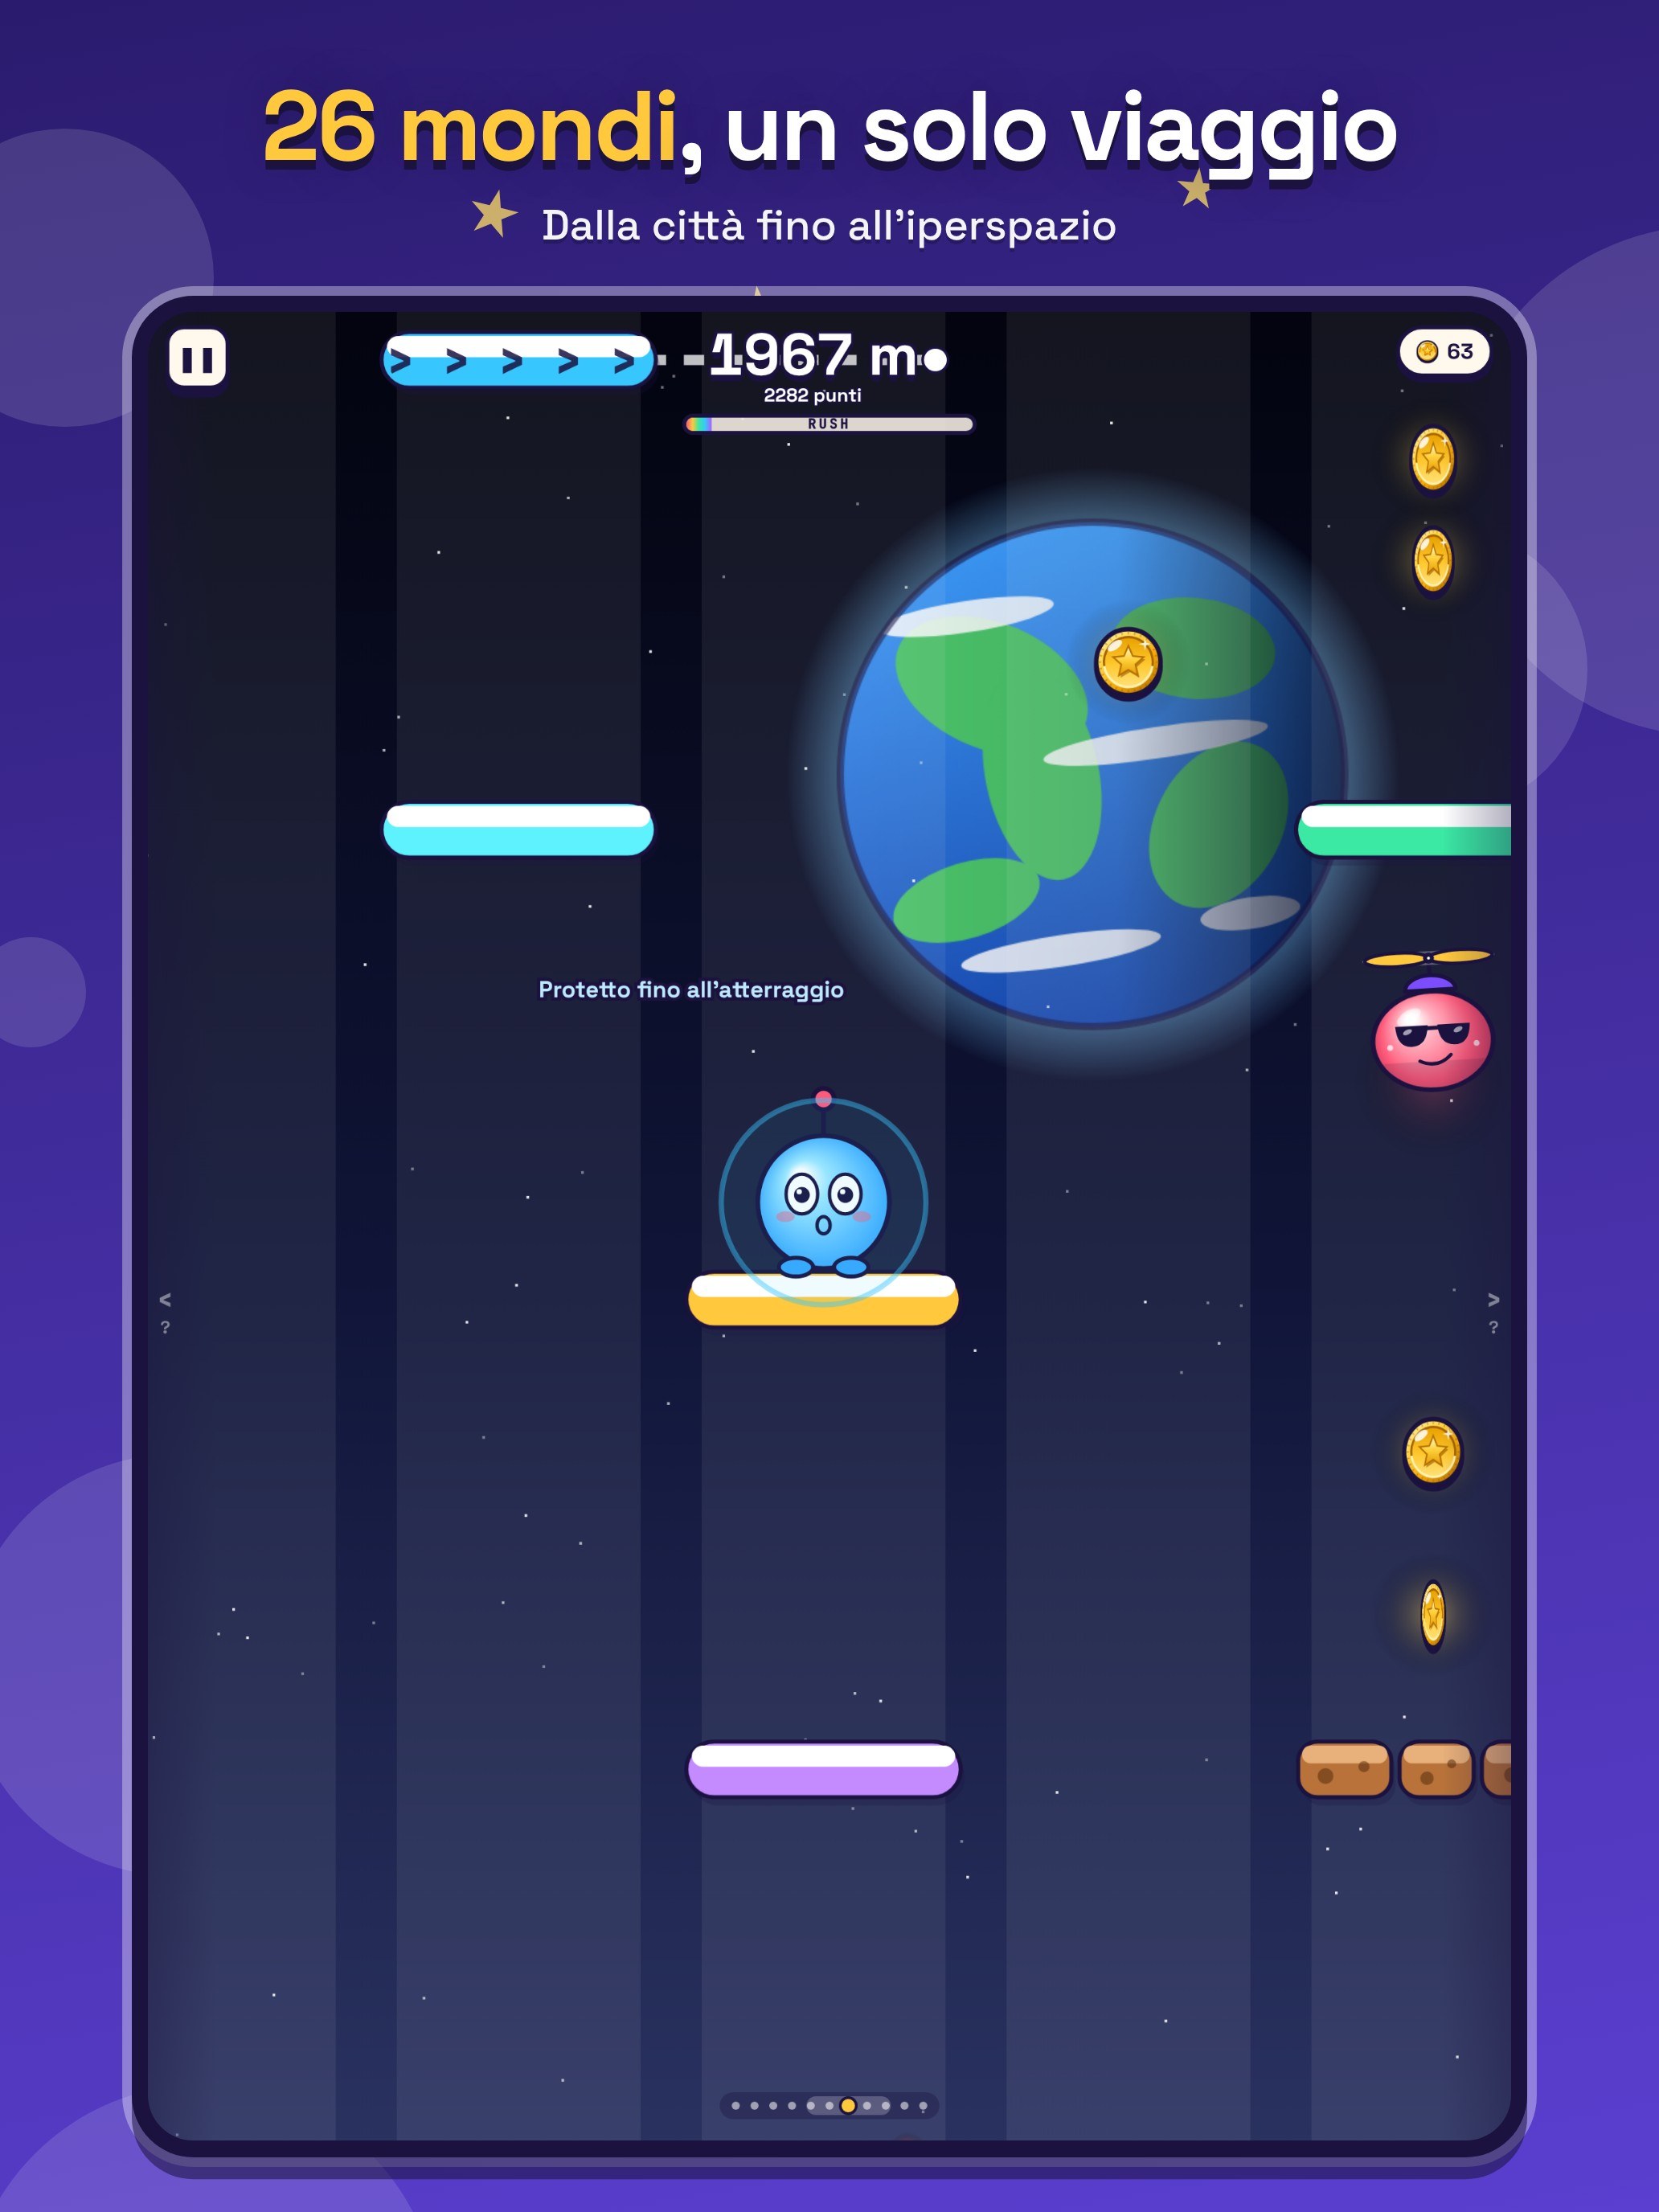 26 mondi, un solo viaggio
Dalla città fino all'iperspazio
> > > > >
1967 m
63
2282 punti
RUSH
Protetto fino all'atterraggio
< >
? ?